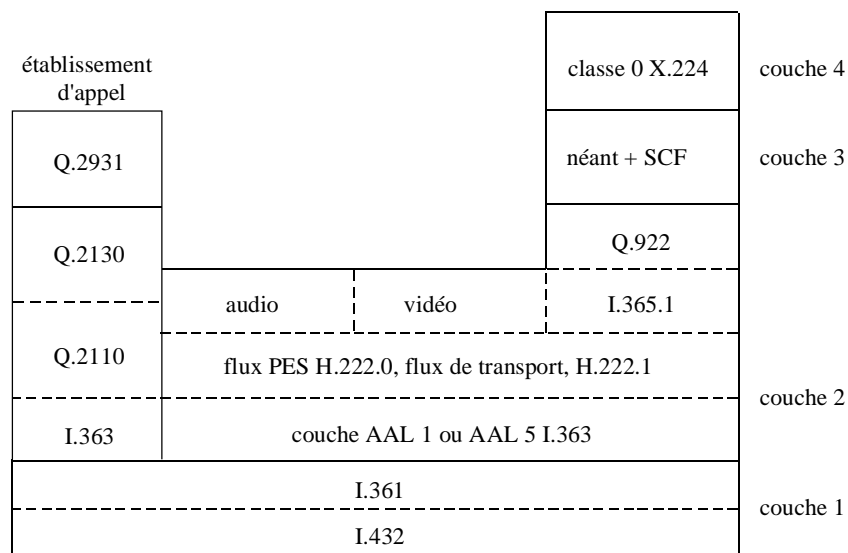 classe 0 X.224
couche 4
établissement
d'appel
Q.2931
néant + SCF
couche 3
Q.2130
Q.922
audio
vidéo
I.365.1
Q.2110
flux PES H.222.0, flux de transport, H.222.1
couche 2
I.363
couche AAL 1 ou AAL 5 I.363
I.361
couche 1
I.432